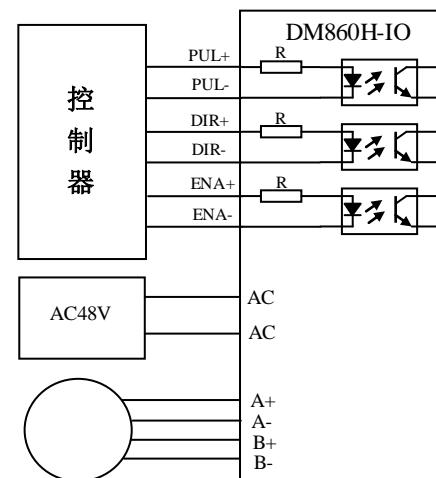 DM860H-IO
控
制
器
PUL+
R
PUL-
DIR+
R
DIR-
ENA+
R
ENA-
AC48V
AC
AC
A+
A-
B+
B-